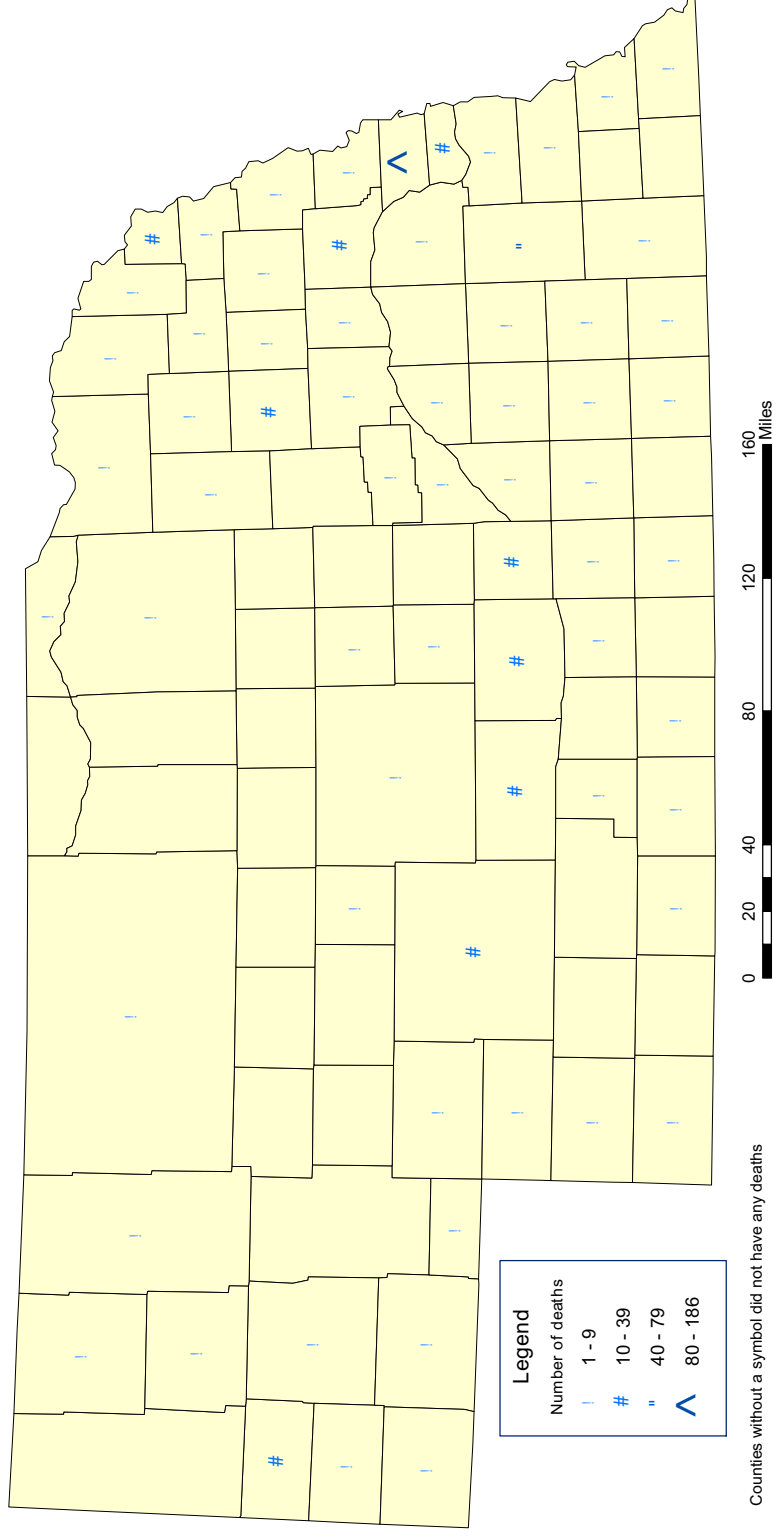 Legend
Number of deaths
1 - 9
10 - 39
40 - 79
80 - 186
Counties without a symbol did not have any deaths
0 20 40 80 120 160
Miles